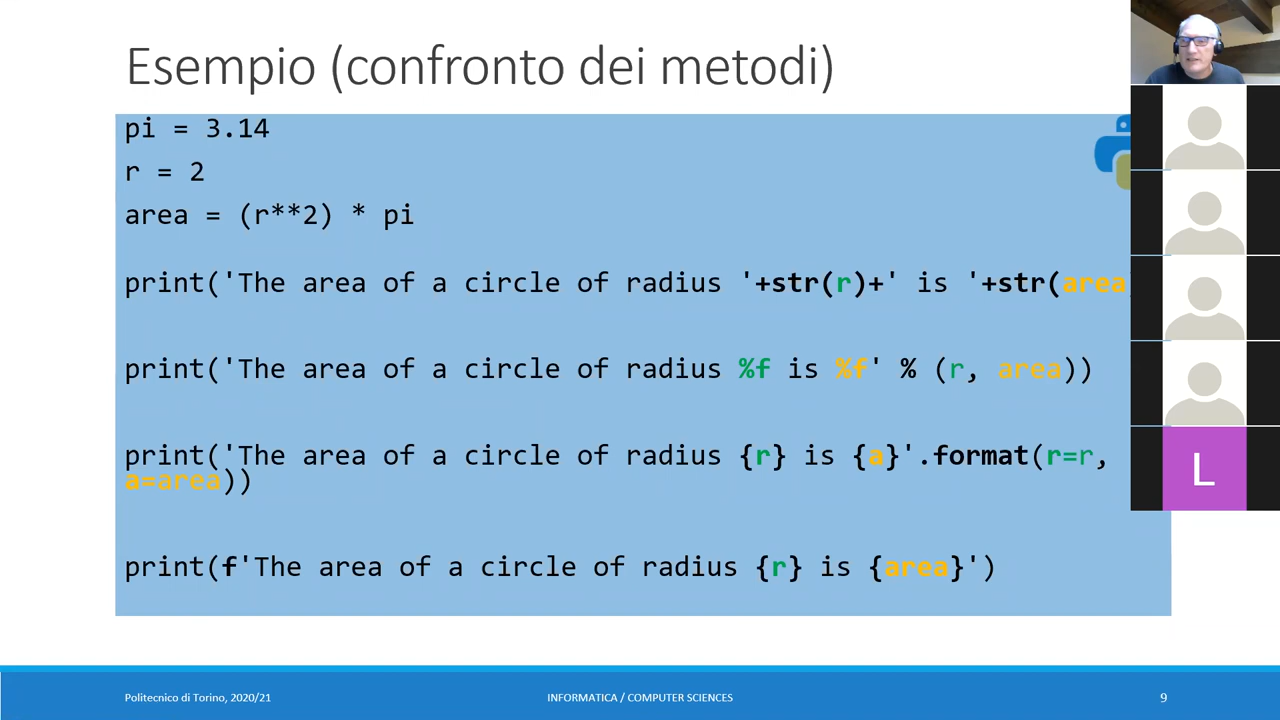 Esempio (confronto dei metodi)
pi = 3.14
r = 2
area = (r**2) * pi
print('The area of a circle of radius '+str(r)+' is '+str(area
print('The area of a circle of radius %f is %f' % (r, area))
print('The area of a circle of radius {r} is {a}'.format(r=r,
a=area))
print(f'The area of a circle of radius {r} is {area}')
L
Politecnico di Torino, 2020/21
INFORMATICA / COMPUTER SCIENCES
9